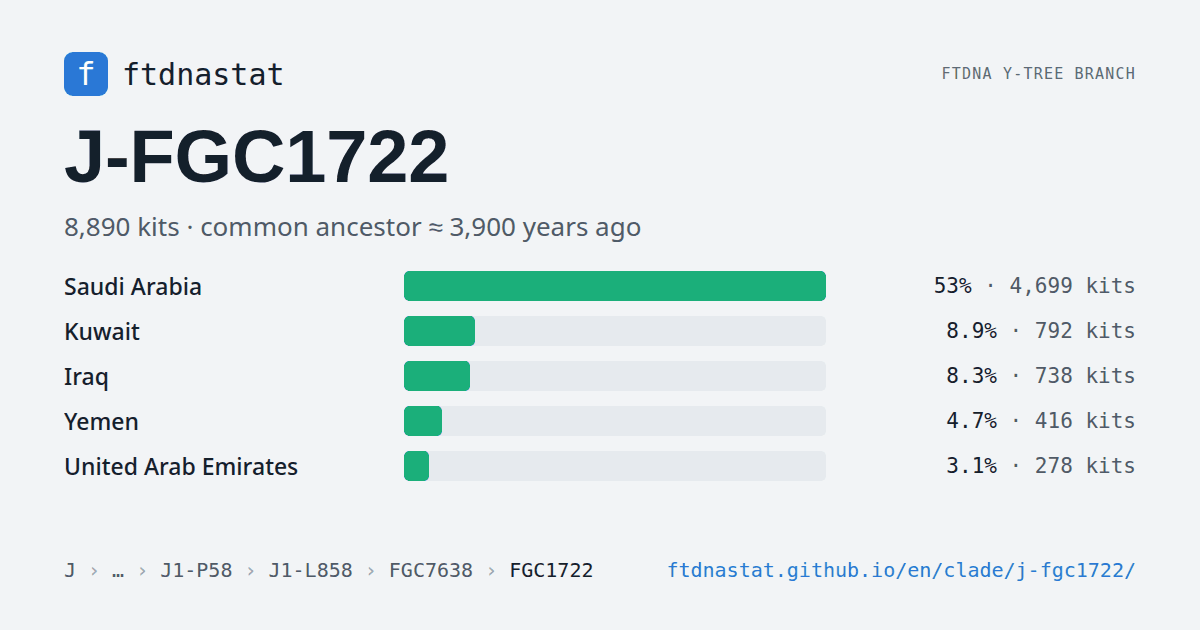 f ftdnastat
FTDNA Y-TREE BRANCH
J-FGC1722
8,890 kits · common ancestor ≈ 3,900 years ago
Saudi Arabia 53% · 4,699 kits
Kuwait 8.9% · 792 kits
Iraq 8.3% · 738 kits
Yemen 4.7% · 416 kits
United Arab Emirates 3.1% · 278 kits
J › … › J1-P58 › J1-L858 › FGC7638 › FGC1722
ftdnastat.github.io/en/clade/j-fgc1722/